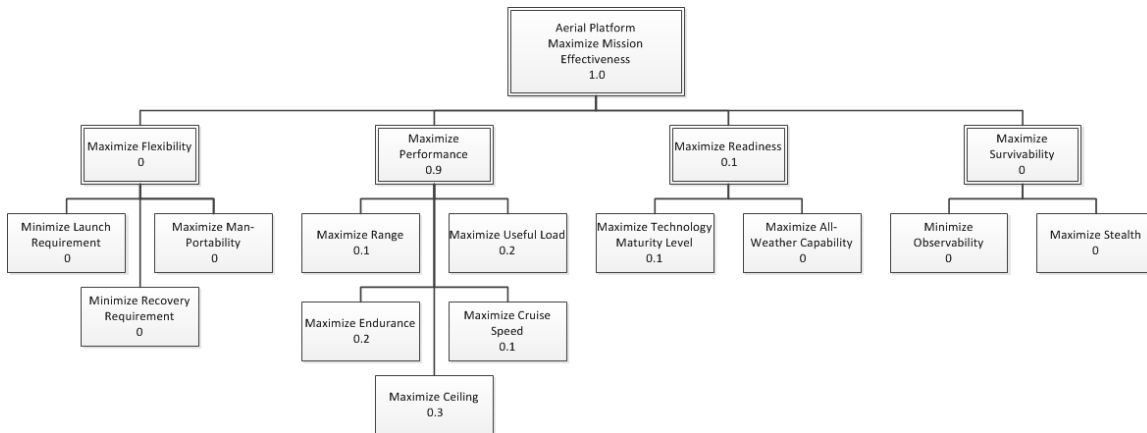 Aerial Platform
Maximize Mission
Effectiveness
1.0
Maximize Flexibility
0
Maximize
Performance
0.9
Maximize Readiness
0.1
Maximize
Survivability
0
Minimize Launch
Requirement
0
Maximize Man-
Portability
0
Minimize Recovery
Requirement
0
Maximize Range
0.1
Maximize Useful Load
0.2
Maximize Endurance
0.2
Maximize Cruise
Speed
0.1
Maximize Ceiling
0.3
Maximize Technology
Maturity Level
0.1
Maximize All-
Weather Capability
0
Minimize
Observability
0
Maximize Stealth
0